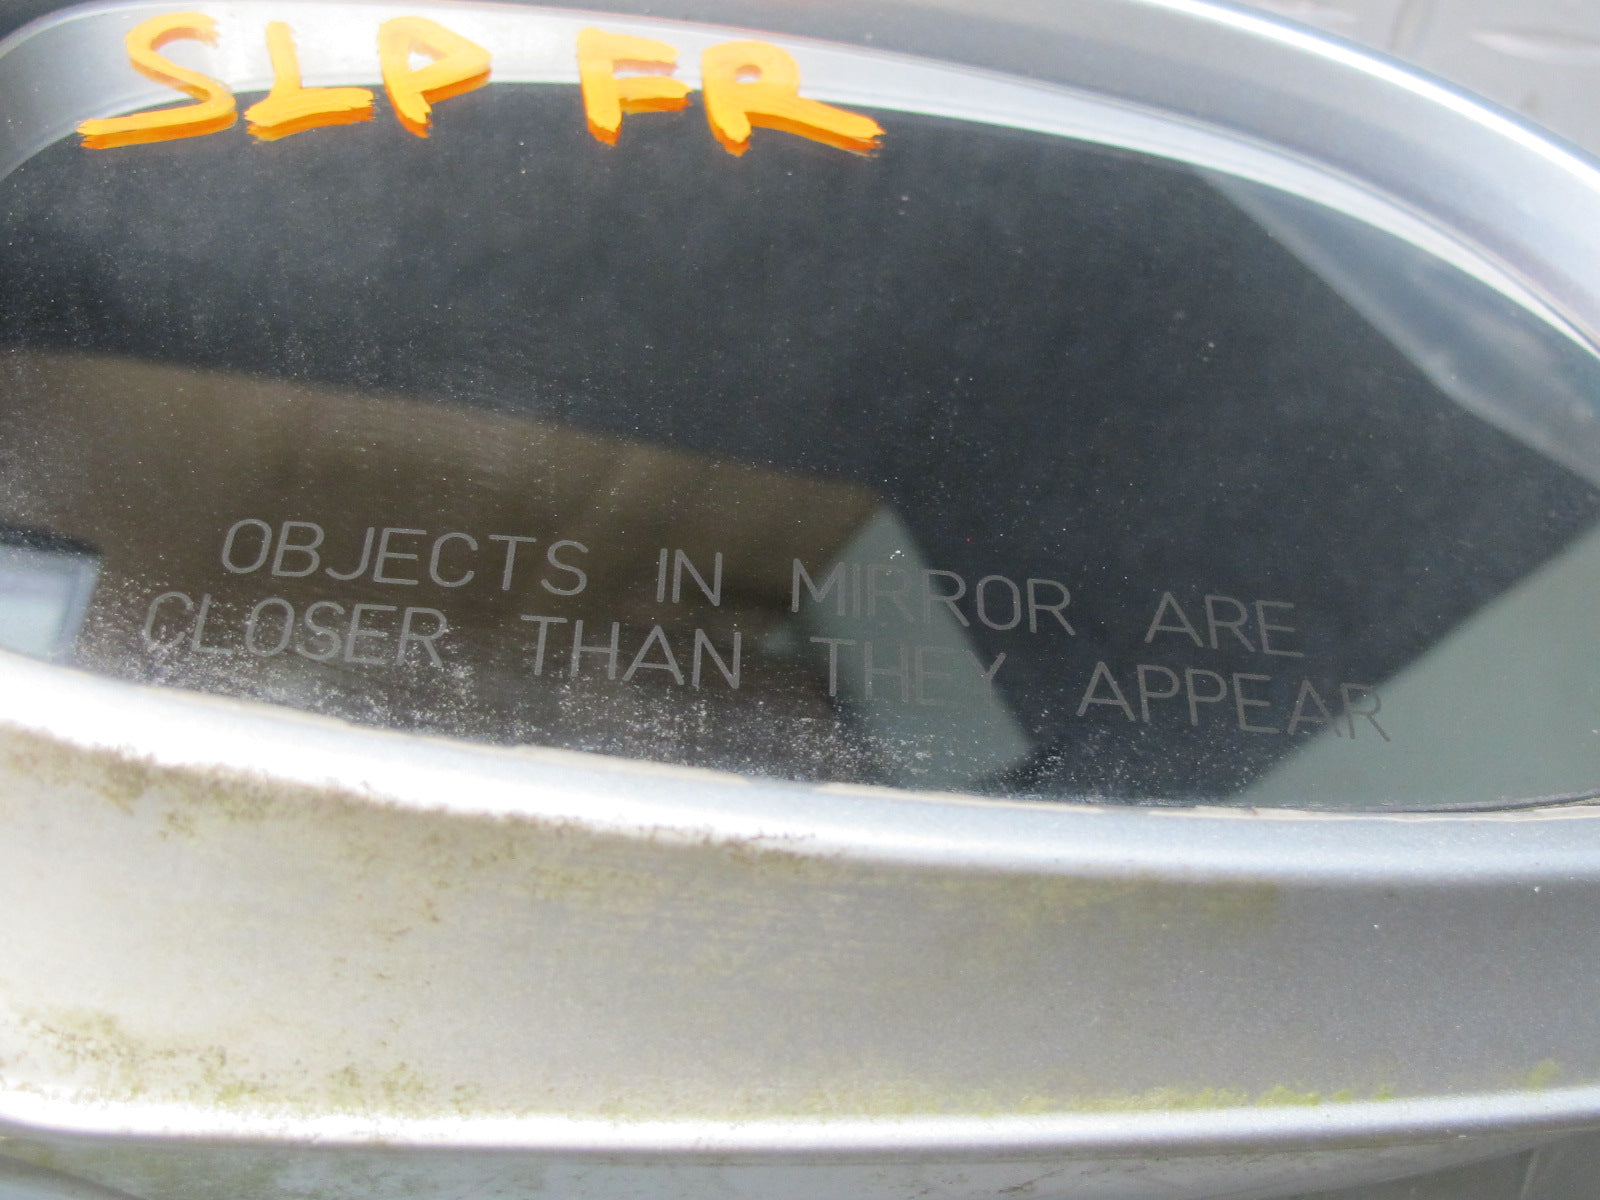 SLP FR
OBJECTS IN MIRROR ARE
CLOSER THAN THEY APPEAR